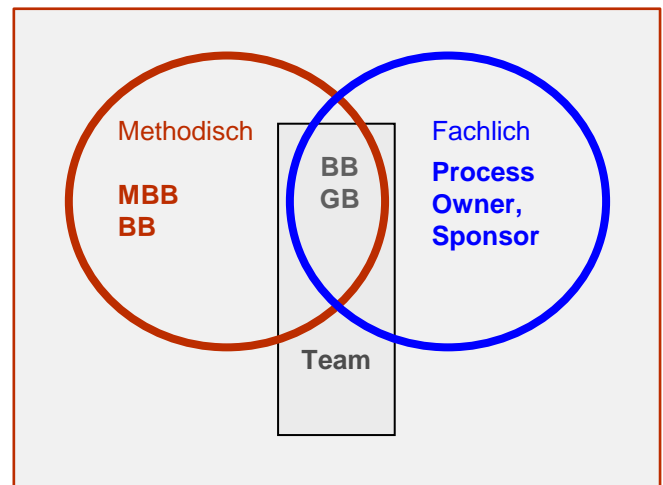 Methodisch
MBB
BB
BB
GB
Fachlich
Process
Owner,
Sponsor
Team